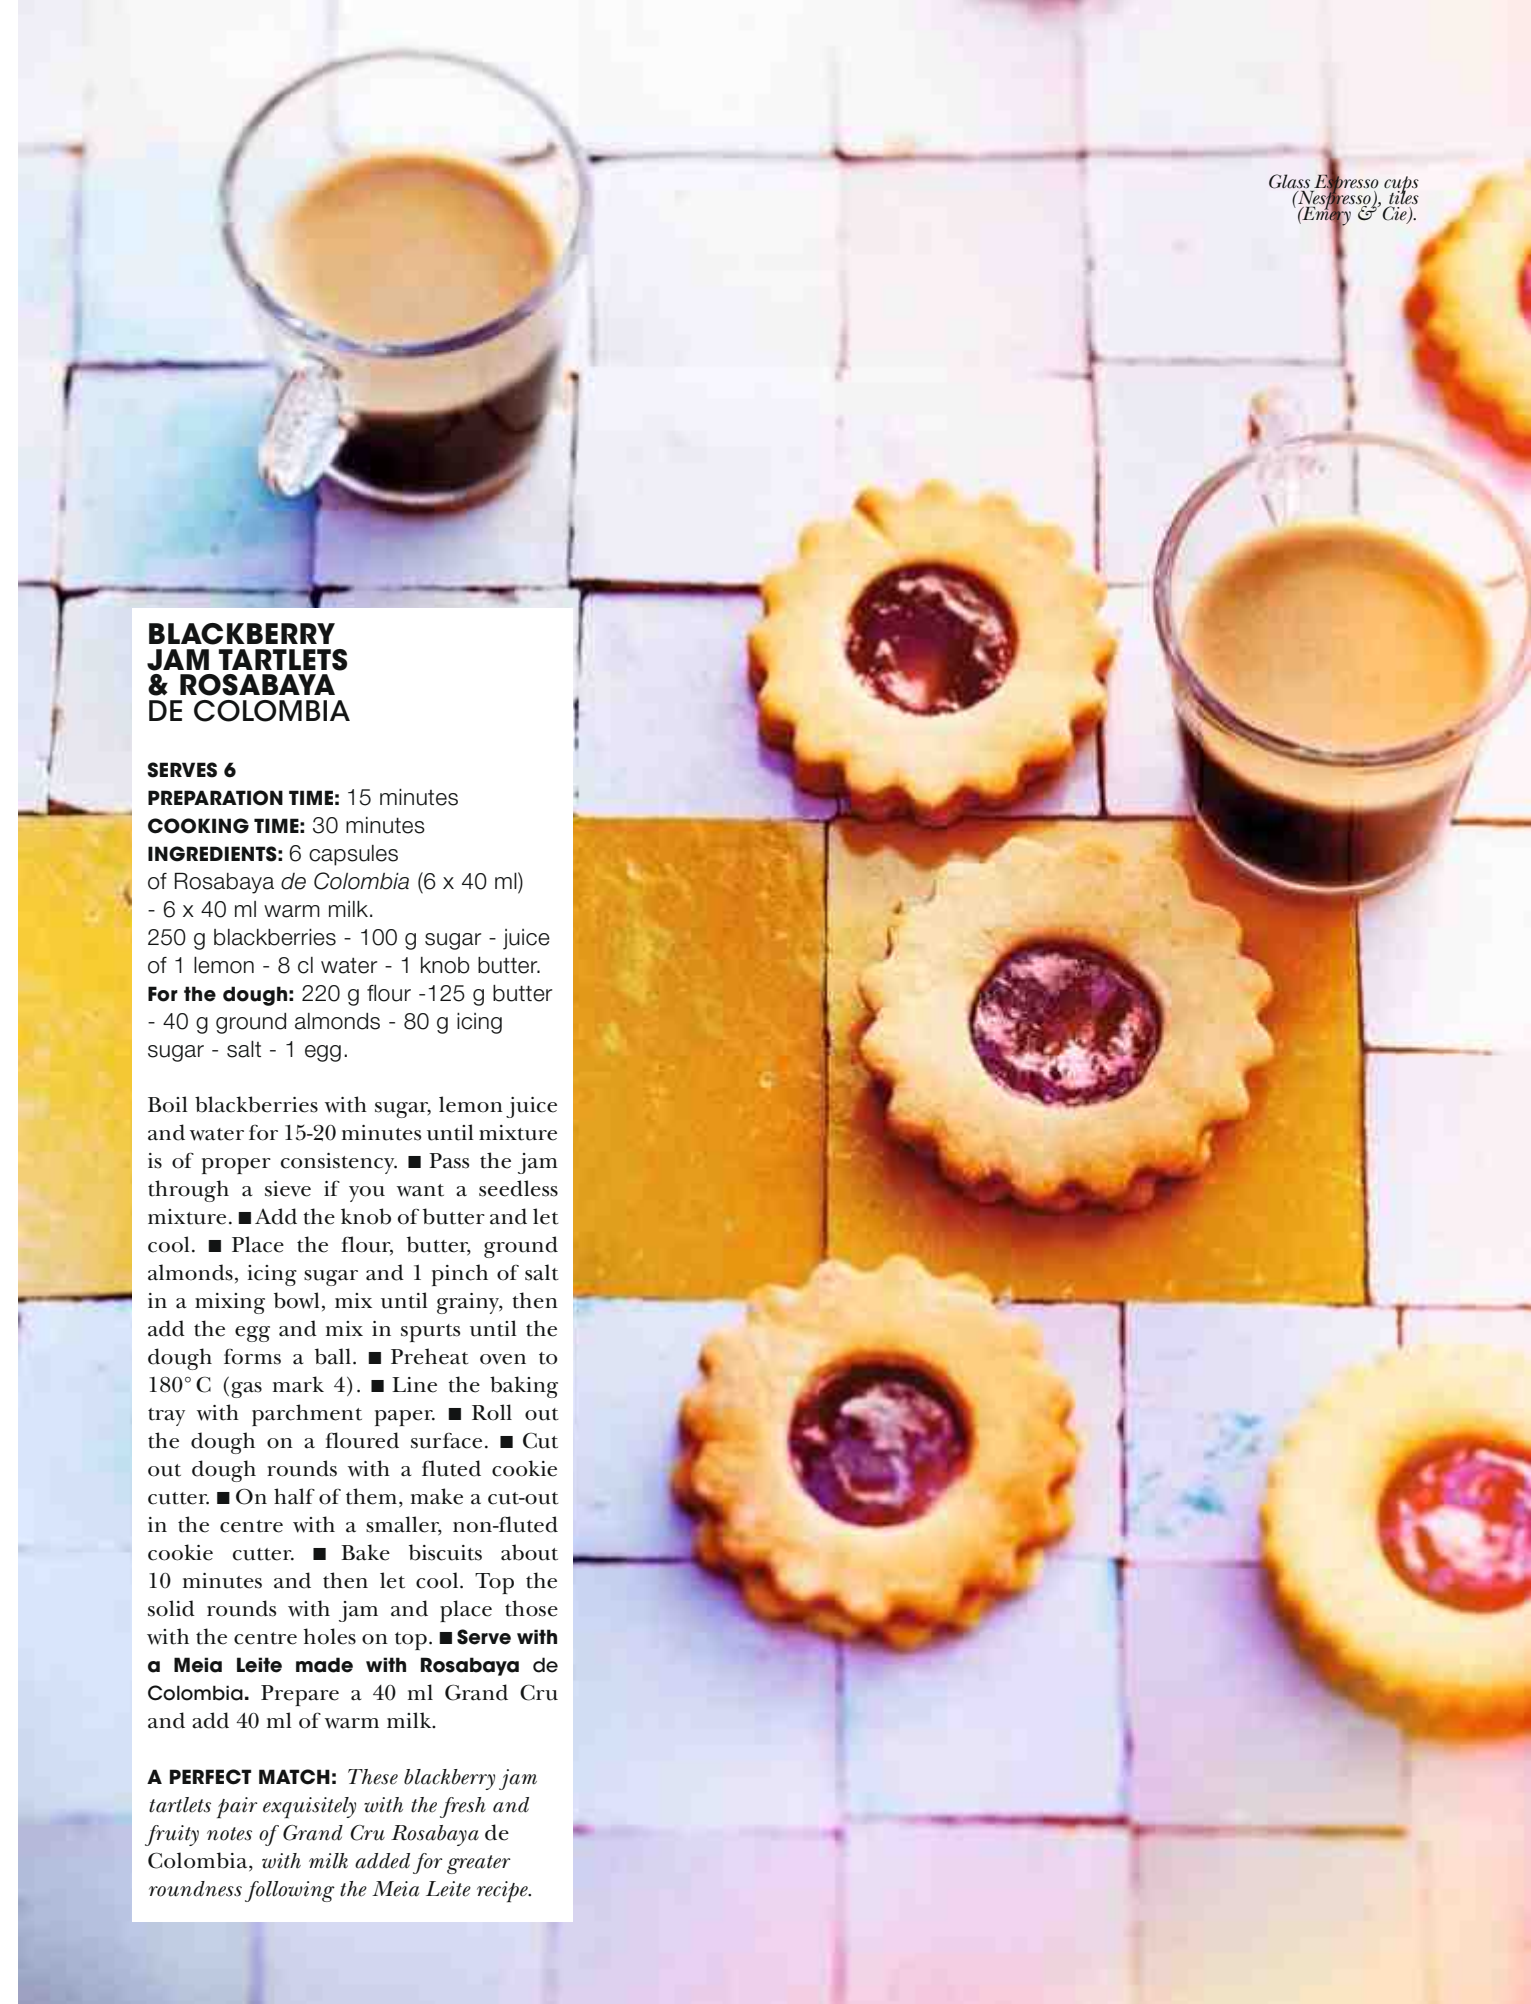 Glass Espresso cups
(Nespresso), tiles
(Emery & Cie).
BLACKBERRY
JAM TARTLETS
& ROSABAYA
DE COLOMBIA
SERVES 6
PREPARATION TIME: 15 minutes
COOKING TIME: 30 minutes
INGREDIENTS: 6 capsules
of Rosabaya de Colombia (6 x 40 ml)
- 6 x 40 ml warm milk.
250 g blackberries - 100 g sugar - juice
of 1 lemon - 8 cl water - 1 knob butter.
For the dough: 220 g flour -125 g butter
- 40 g ground almonds - 80 g icing
sugar - salt - 1 egg.
Boil blackberries with sugar, lemon juice
and water for 15-20 minutes until mixture
is of proper consistency. ■ Pass the jam
through a sieve if you want a seedless
mixture. ■ Add the knob of butter and let
cool. ■ Place the flour, butter, ground
almonds, icing sugar and 1 pinch of salt
in a mixing bowl, mix until grainy, then
add the egg and mix in spurts until the
dough forms a ball. ■ Preheat oven to
180° C (gas mark 4). ■ Line the baking
tray with parchment paper. ■ Roll out
the dough on a floured surface. ■ Cut
out dough rounds with a fluted cookie
cutter. ■ On half of them, make a cut-out
in the centre with a smaller, non-fluted
cookie cutter. ■ Bake biscuits about
10 minutes and then let cool. Top the
solid rounds with jam and place those
with the centre holes on top. ■ Serve with
a Meia Leite made with Rosabaya de
Colombia. Prepare a 40 ml Grand Cru
and add 40 ml of warm milk.
A PERFECT MATCH: These blackberry jam
tartlets pair exquisitely with the fresh and
fruity notes of Grand Cru Rosabaya de
Colombia, with milk added for greater
roundness following the Meia Leite recipe.